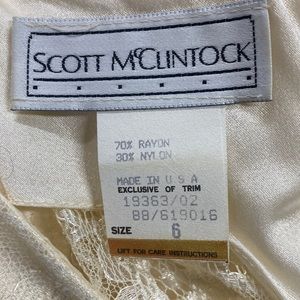 SCOTT McCLINTOCK
70% RAYON
30% NYLON
MADE IN U S A
EXCLUSIVE OF TRIM
19363/02
88/619016
SIZE 6
LIFT FOR CARE INSTRUCTIONS